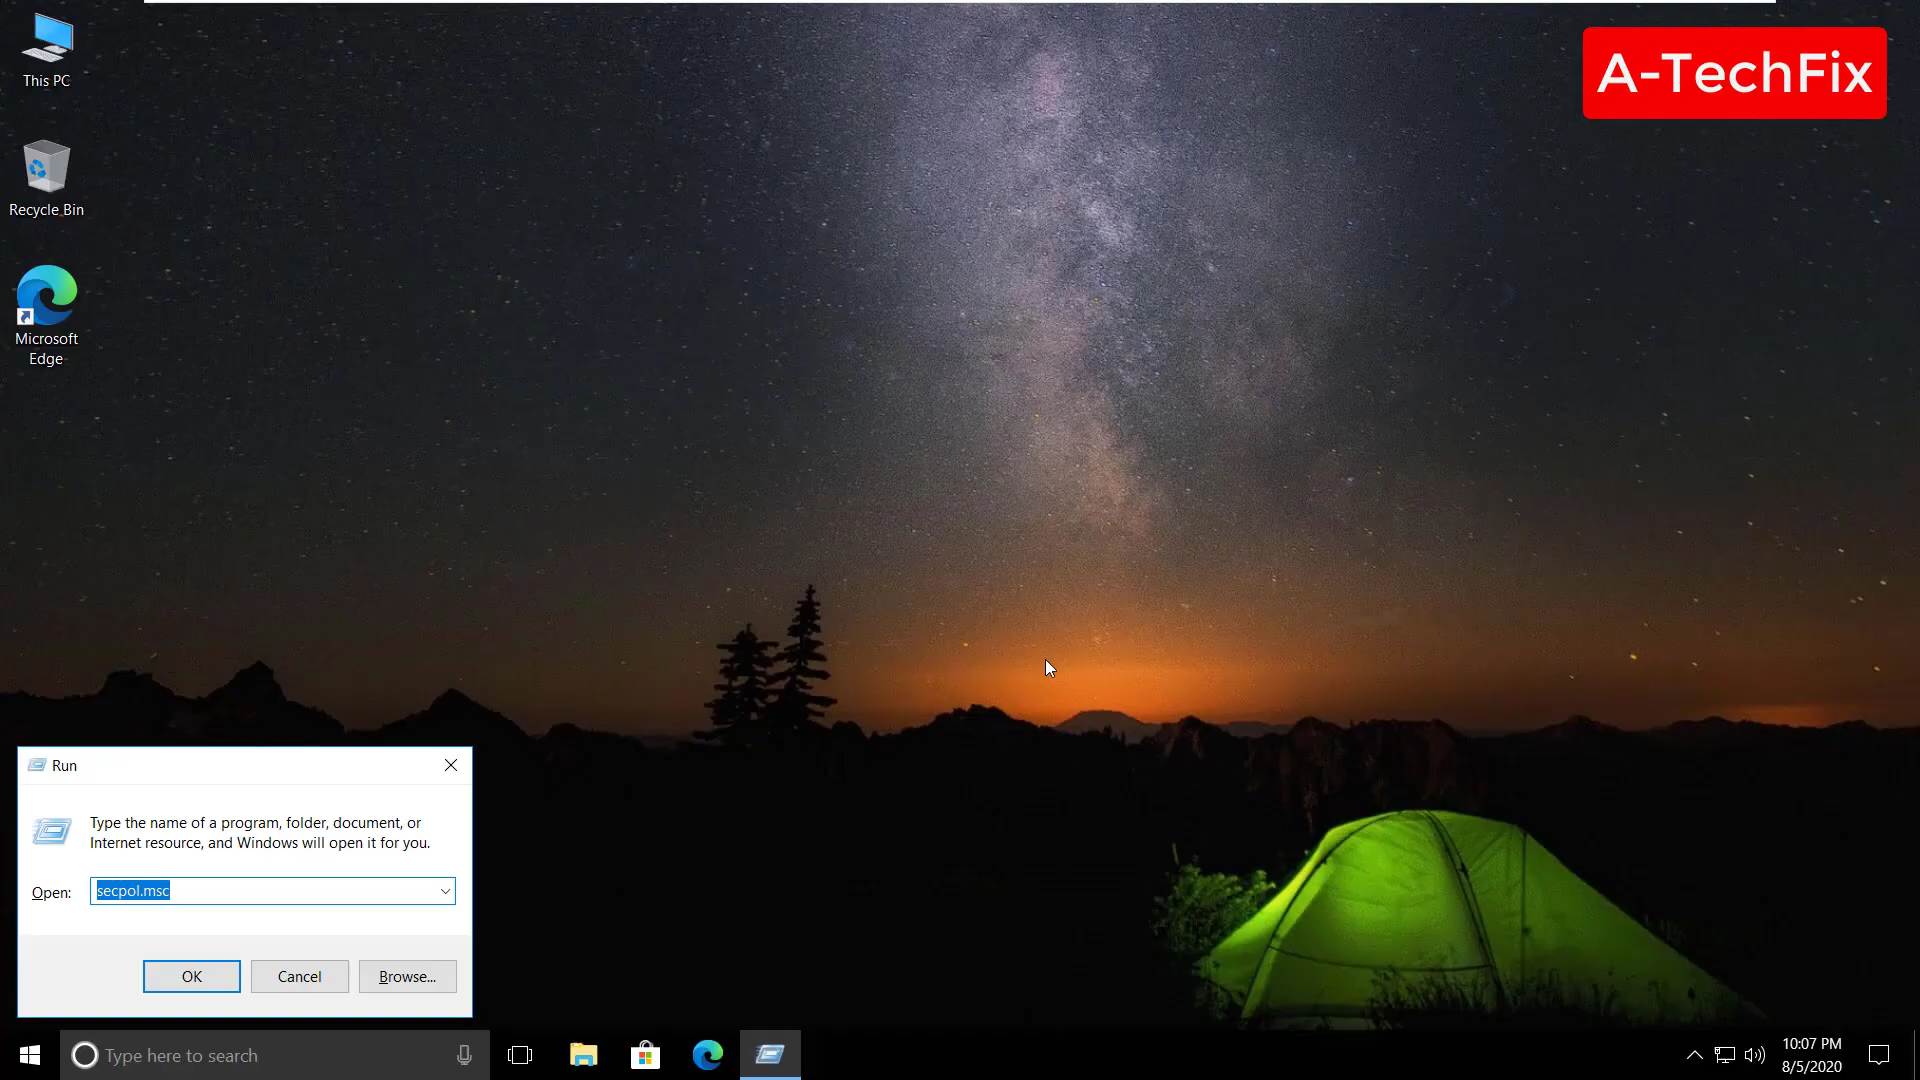 This PC
Recycle Bin
Microsoft
Edge
A-TechFix
Run
Type the name of a program, folder, document, or
Internet resource, and Windows will open it for you.
Open: secpol.msc
OK Cancel Browse...
Type here to search
10:07 PM
8/5/2020